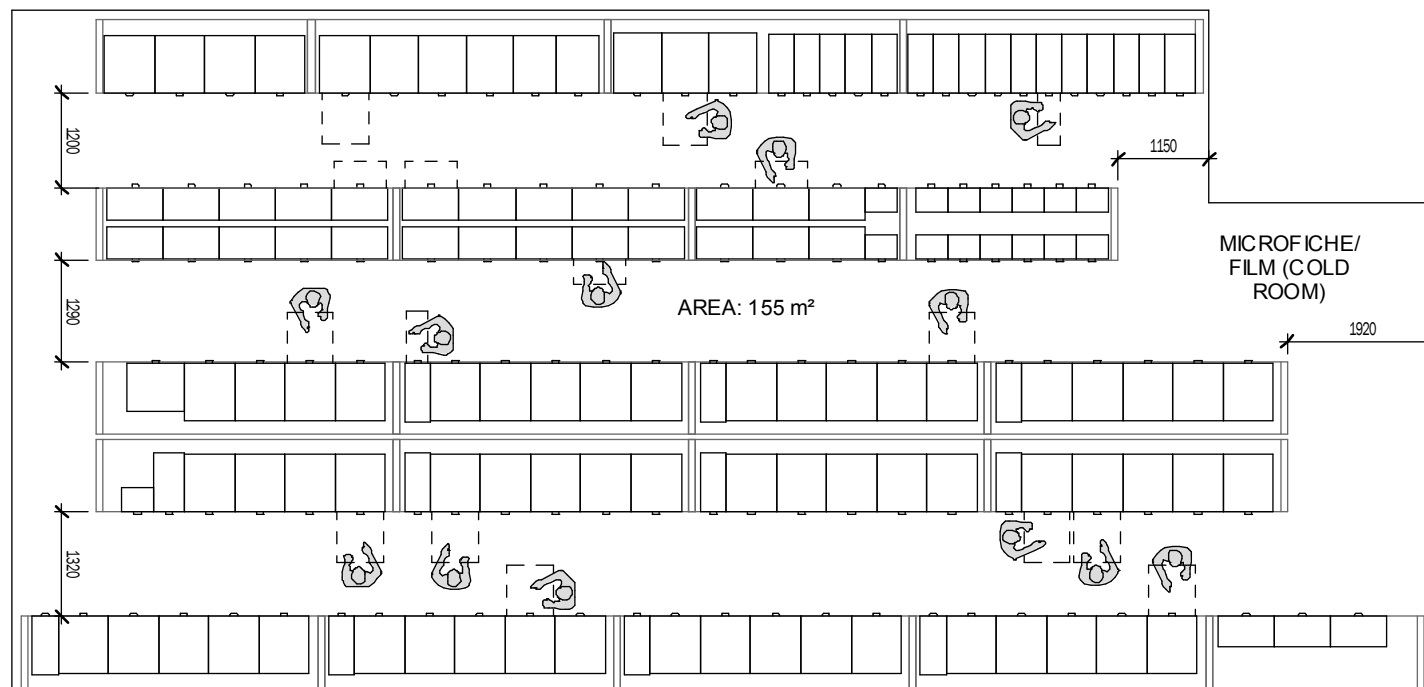 1200
1150
MICROFICHE/
FILM (COLD
ROOM)
1290
AREA: 155 m²
1920
1320